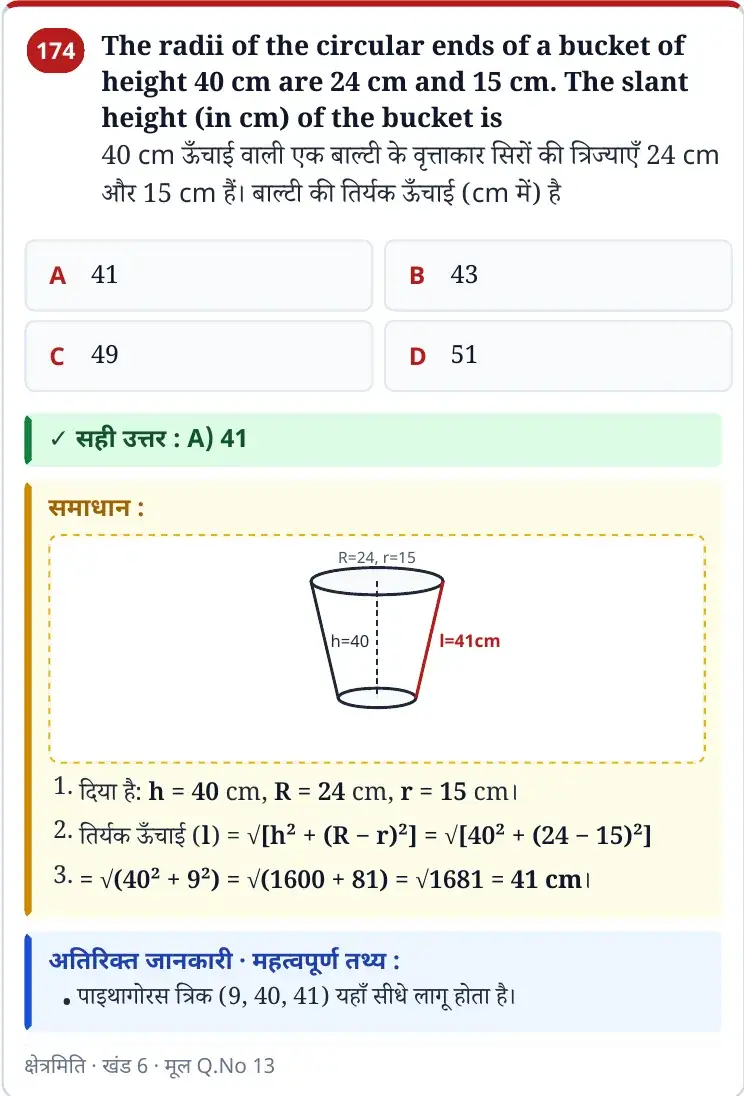 174
The radii of the circular ends of a bucket of
height 40 cm are 24 cm and 15 cm. The slant
height (in cm) of the bucket is
40 cm ऊँचाई वाली एक बाल्टी के वृत्ताकार सिरों की त्रिज्याएँ 24 cm
और 15 cm हैं। बाल्टी की तिर्यक ऊँचाई (cm में) है
A 41
B 43
C 49
D 51
✓ सही उत्तर : A) 41
समाधान :
R=24, r=15
h=40
l=41cm
1. दिया है: h = 40 cm, R = 24 cm, r = 15 cm।
2. तिर्यक ऊँचाई (l) = √[h² + (R − r)²] = √[40² + (24 − 15)²]
3. = √(40² + 9²) = √(1600 + 81) = √1681 = 41 cm।
अतिरिक्त जानकारी · महत्वपूर्ण तथ्य :
• पाइथागोरस त्रिक (9, 40, 41) यहाँ सीधे लागू होता है।
क्षेत्रमिति · खंड 6 · मूल Q.No 13